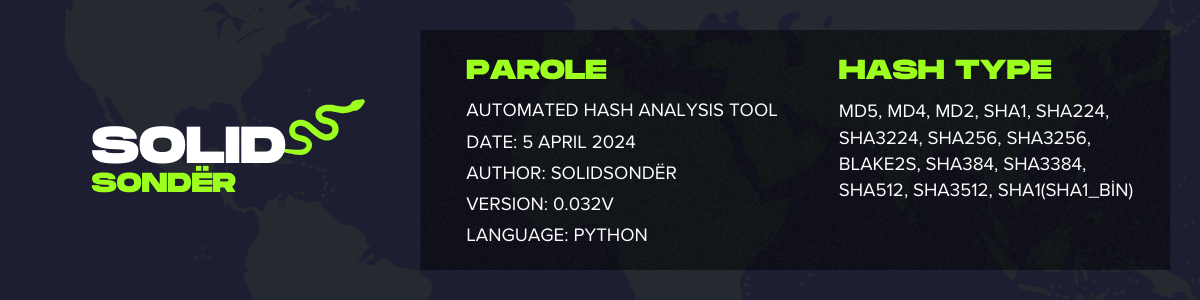 SOLID
SONDËR
PAROLE
AUTOMATED HASH ANALYSIS TOOL
DATE: 5 APRIL 2024
AUTHOR: SOLIDSONDËR
VERSION: 0.032V
LANGUAGE: PYTHON
HASH TYPE
MD5, MD4, MD2, SHA1, SHA224,
SHA3224, SHA256, SHA3256,
BLAKE2S, SHA384, SHA3384,
SHA512, SHA3512, SHA1(SHA1_BİN)